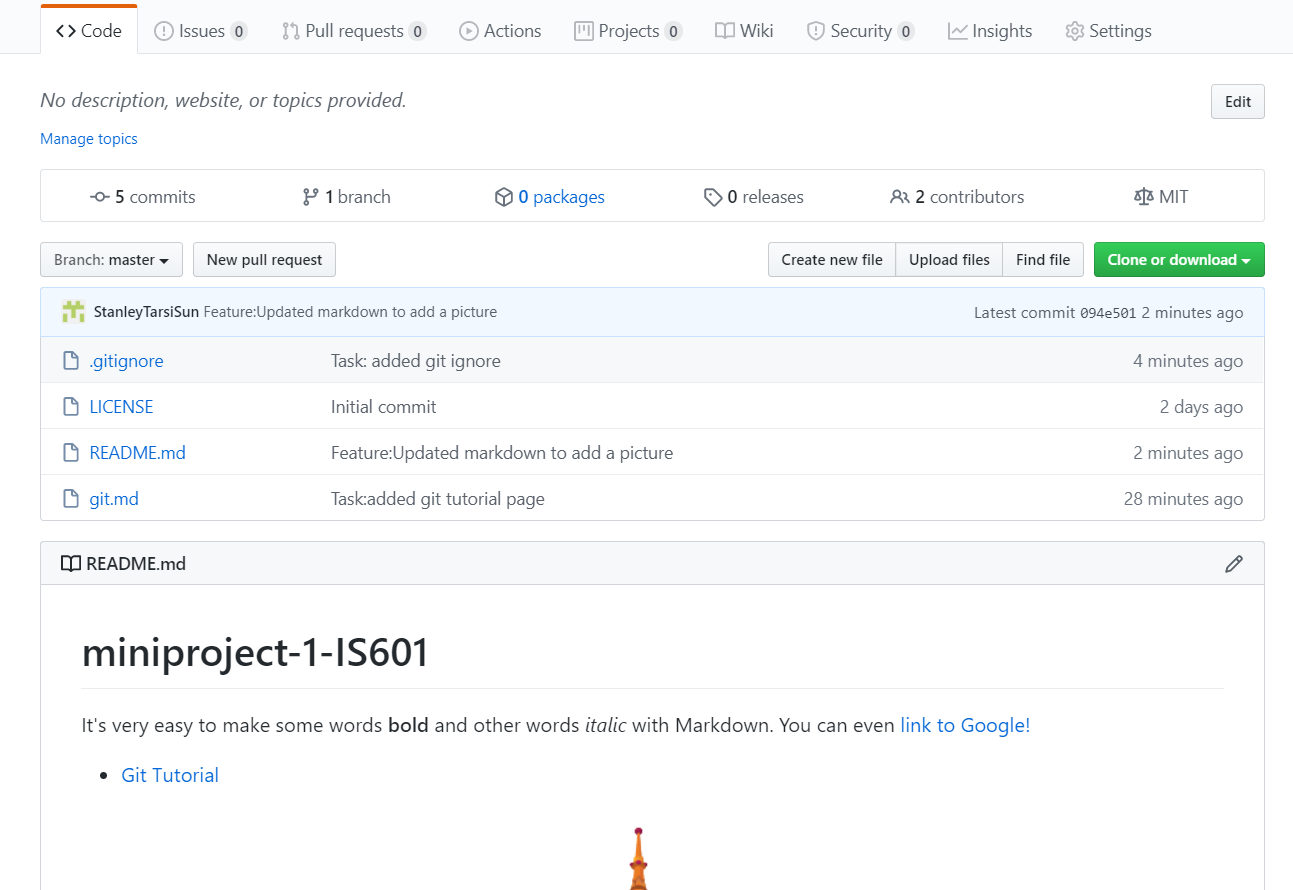 Code Issues 0 Pull requests 0 Actions Projects 0 Wiki Security 0 Insights Settings
No description, website, or topics provided. Edit
Manage topics
5 commits 1 branch 0 packages 0 releases 2 contributors MIT
Branch: master New pull request Create new file Upload files Find file Clone or download
StanleyTarsiSun Feature:Updated markdown to add a picture Latest commit 094e501 2 minutes ago
.gitignore Task: added git ignore 4 minutes ago
LICENSE Initial commit 2 days ago
README.md Feature:Updated markdown to add a picture 2 minutes ago
git.md Task:added git tutorial page 28 minutes ago
README.md
miniproject-1-IS601
It's very easy to make some words bold and other words italic with Markdown. You can even link to Google!
Git Tutorial